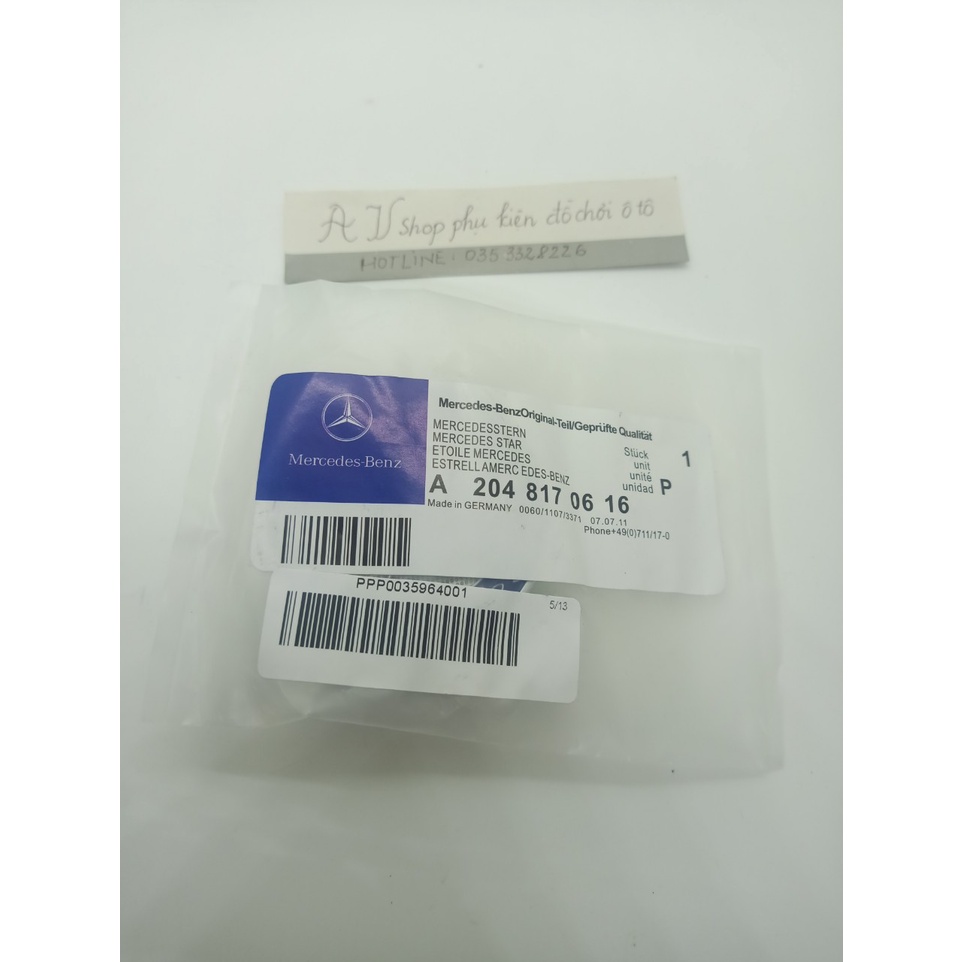 AV Shop phụ kiện đồ chơi ô tô
HOTLINE: 035 3328226
Mercedes-Benz
Mercedes-BenzOriginal-Teil/Geprüfte Qualität
MERCEDESSTERN
MERCEDES STAR
ETOILE MERCEDES
ESTRELLAMERC EDES-BENZ
Stück
unit
unité
unidad
1
P
A 204 817 06 16
Made in GERMANY 0060/1107/3371 07.07.11
Phone+49(0)711/17-0
PPP0035964001
5/13